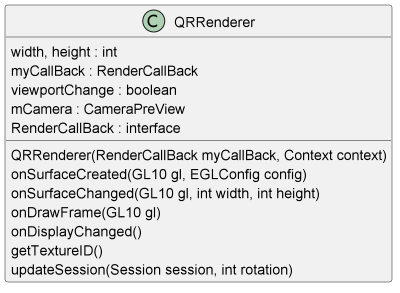 C QRRenderer
width, height : int
myCallBack : RenderCallBack
viewportChange : boolean
mCamera : CameraPreView
RenderCallBack : interface
QRRenderer(RenderCallBack myCallBack, Context context)
onSurfaceCreated(GL10 gl, EGLConfig config)
onSurfaceChanged(GL10 gl, int width, int height)
onDrawFrame(GL10 gl)
onDisplayChanged()
getTextureID()
updateSession(Session session, int rotation)